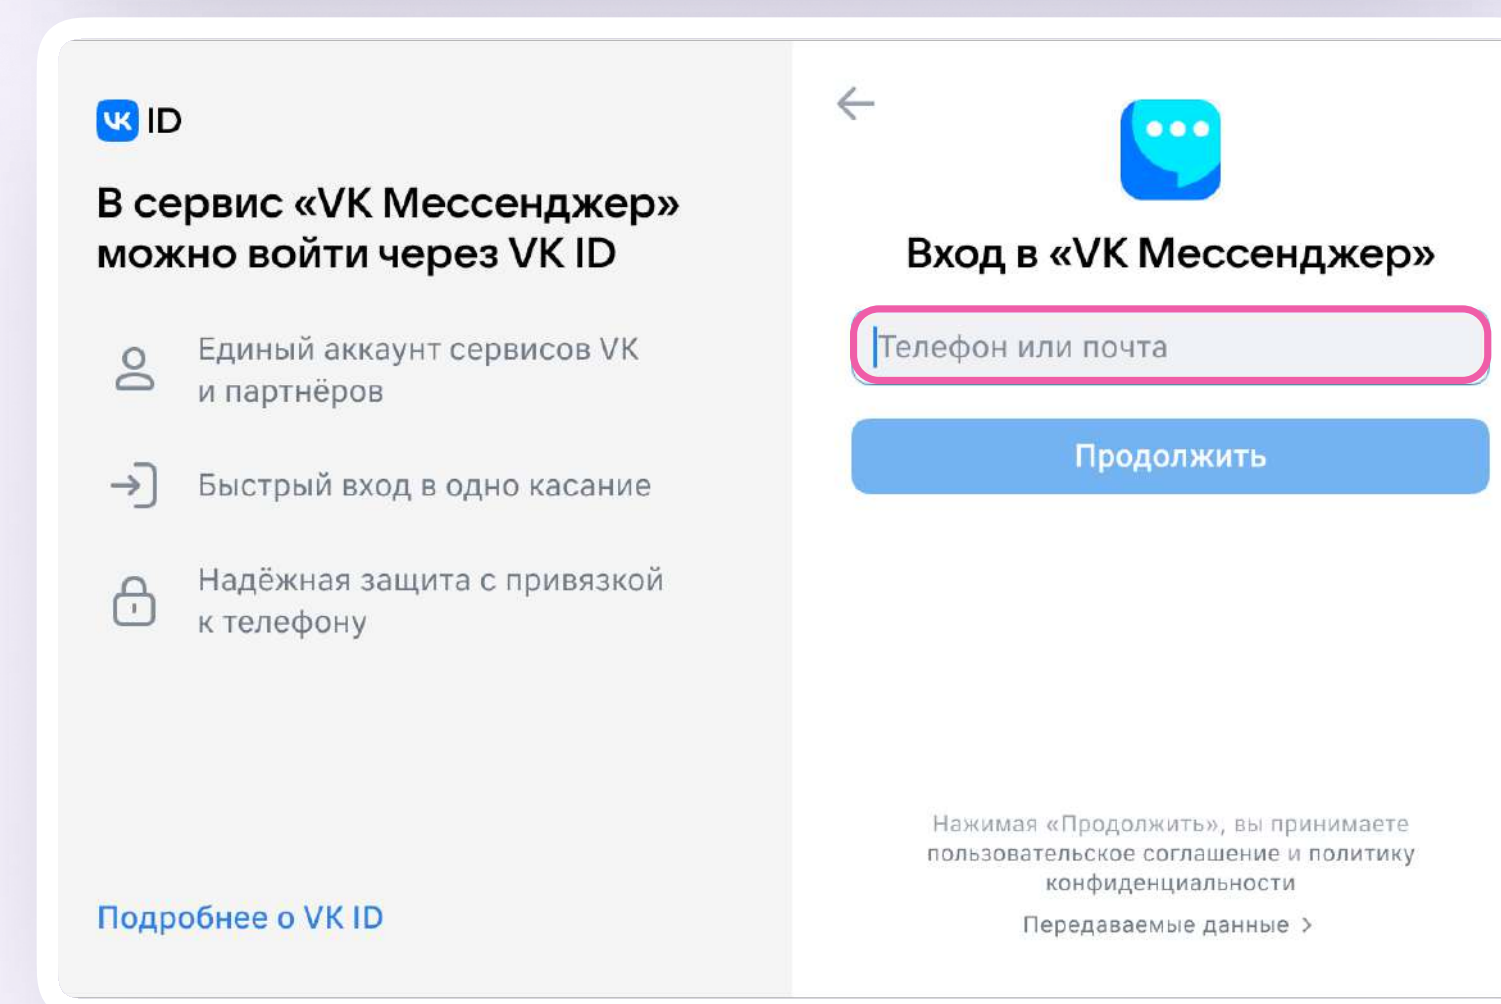 VK ID
В сервис «VK Мессенджер»
можно войти через VK ID
Единый аккаунт сервисов VK
и партнёров
Быстрый вход в одно касание
Надёжная защита с привязкой
к телефону
Подробнее о VK ID
Вход в «VK Мессенджер»
Телефон или почта
Продолжить
Нажимая «Продолжить», вы принимаете
пользовательское соглашение и политику
конфиденциальности
Передаваемые данные >